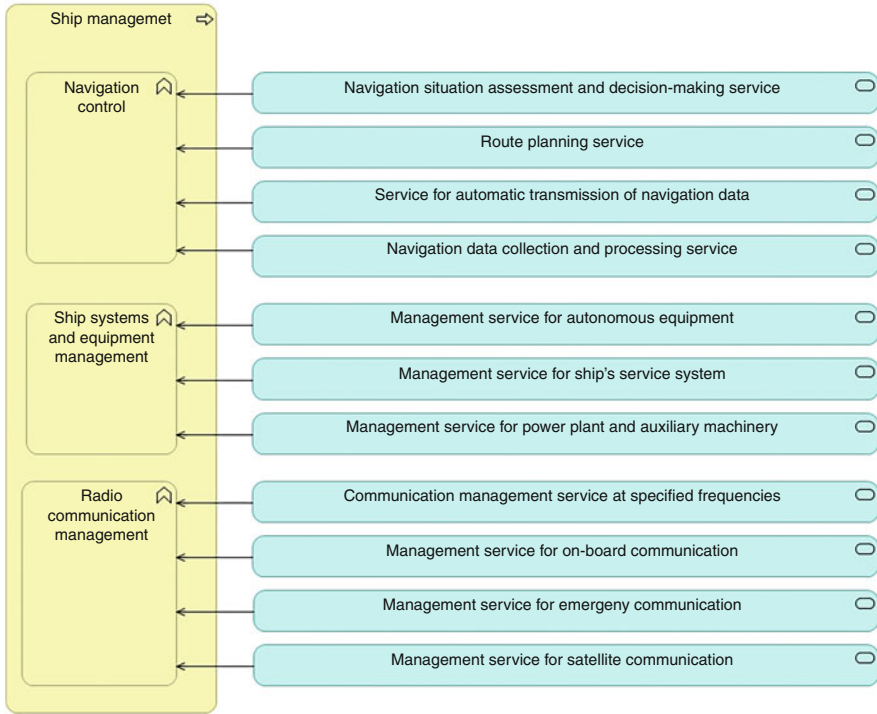 Ship managemet
Navigation
control
Navigation situation assessment and decision-making service
Route planning service
Service for automatic transmission of navigation data
Navigation data collection and processing service
Ship systems
and equipment
management
Management service for autonomous equipment
Management service for ship's service system
Management service for power plant and auxiliary machinery
Radio
communication
management
Communication management service at specified frequencies
Management service for on-board communication
Management service for emergeny communication
Management service for satellite communication